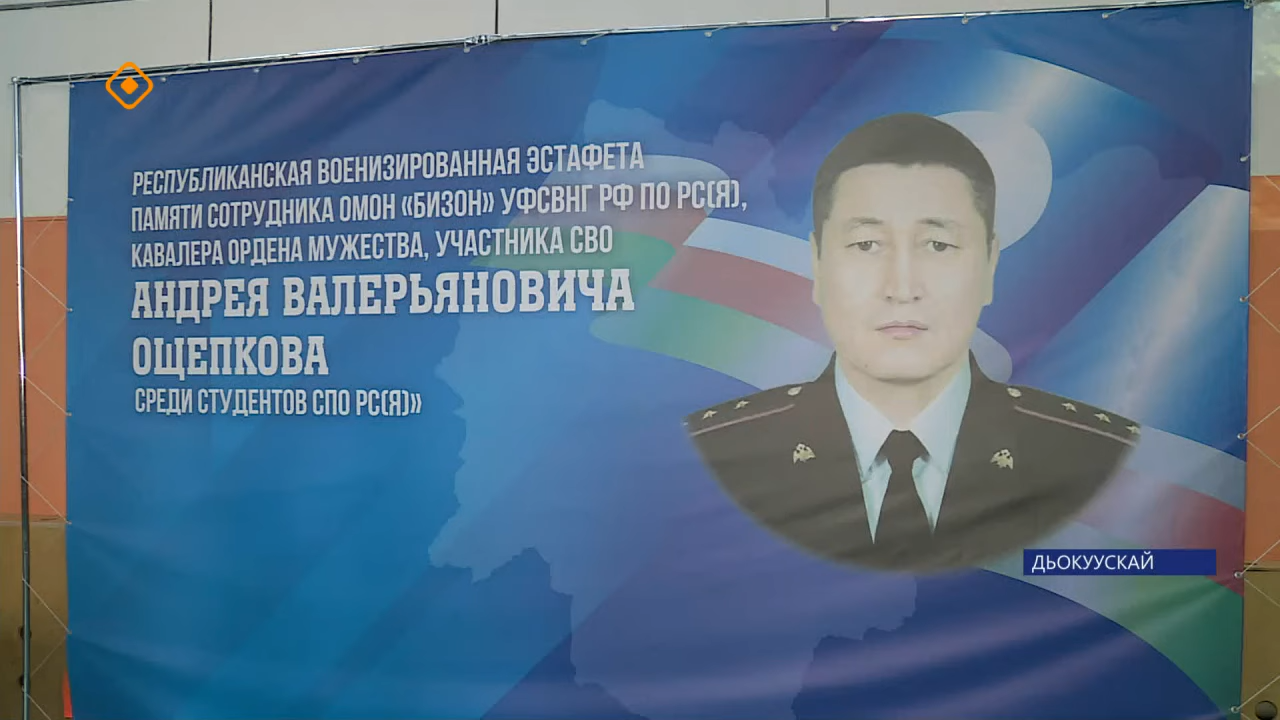 РЕСПУБЛИКАНСКАЯ ВОЕНИЗИРОВАННАЯ ЭСТАФЕТА
ПАМЯТИ СОТРУДНИКА ОМОН «БИЗОН» УФСВНГ РФ ПО РС(Я),
КАВАЛЕРА ОРДЕНА МУЖЕСТВА, УЧАСТНИКА СВО
АНДРЕЯ ВАЛЕРЬЯНОВИЧА
ОЩЕПКОВА
СРЕДИ СТУДЕНТОВ СПО РС(Я)»
ДЬОКУУСКАЙ